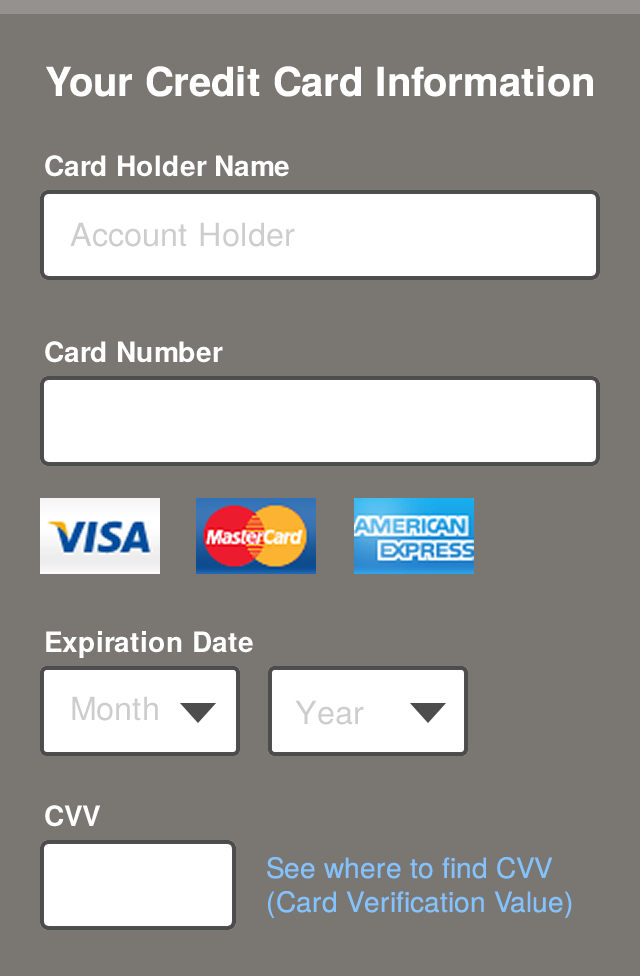 Your Credit Card Information
Card Holder Name
Account Holder
Card Number
VISA
MasterCard
AMERICAN
EXPRESS
Expiration Date
Month
Year
CVV
See where to find CVV
(Card Verification Value)